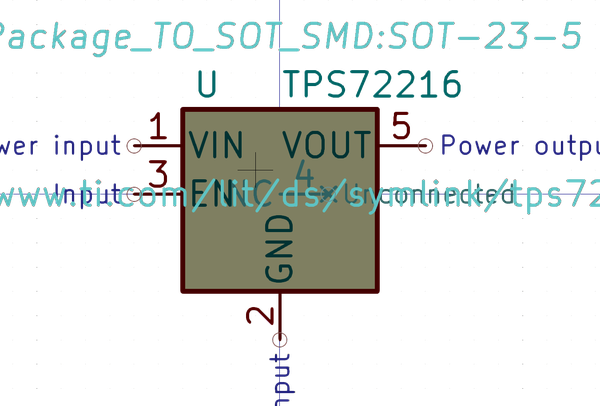 Package_TO_SOT_SMD:SOT-23-5
U TPS72216
1 5
wer input VIN VOUT Power outpu
3 4
Input EN NC Unconnected
www.ti.com/lit/ds/symlink/tps72
GND
2
nput